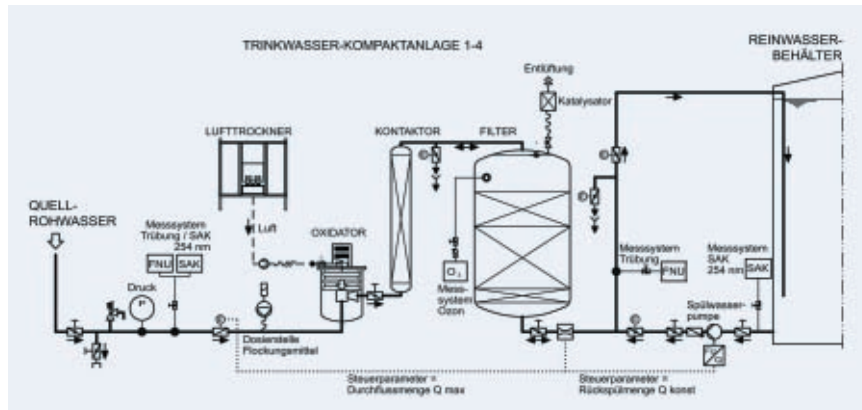 TRINKWASSER-KOMPAKTANLAGE 1-4
REINWASSER-
BEHÄLTER
Entlüftung
Katalysator
LUFTTROCKNER
KONTAKTOR
FILTER
QUELL-
ROHWASSER
Messsystem
Trübung / SAK
254 nm
FNU
SAK
Luft
OXIDATOR
Druck
P
Dosierstelle
Flockungsmittel
O₃
Mess-
system
Ozon
Messsystem
Trübung
FNU
Messsystem
SAK
254 nm
SAK
Spülwasser-
pumpe
Steuerparameter =
Durchflussmenge Q max
Steuerparameter =
Rückspülmenge Q konst